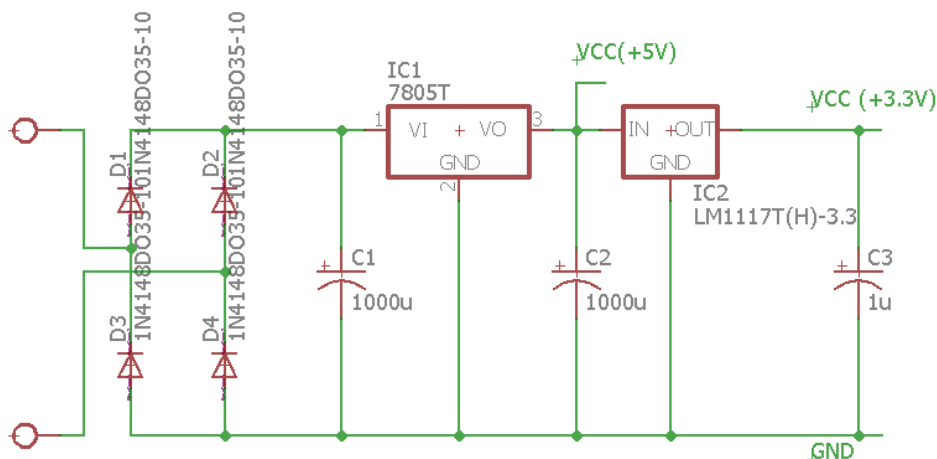 1N4148DO35-10
1N4148DO35-10
VCC(+5V)
IC1
7805T
VCC (+3.3V)
1
VI
VO
3
IN
OUT
GND
2
GND
D1
D2
IC2
LM1117T(H)-3.3
1N4148DO35-10
1N4148DO35-10
C1
C2
C3
1000u
1000u
1u
D3
D4
GND